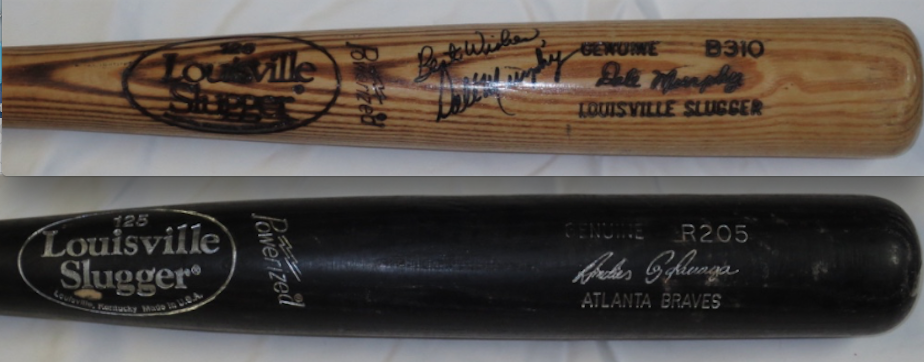 125
Louisville
Slugger®
Powerized
Best Wishes
Dale Murphy
GENUINE B310
Dale Murphy
LOUISVILLE SLUGGER
125
Louisville
Slugger®
Louisville, Kentucky Made in U.S.A.
Powerized
GENUINE R205
ATLANTA BRAVES